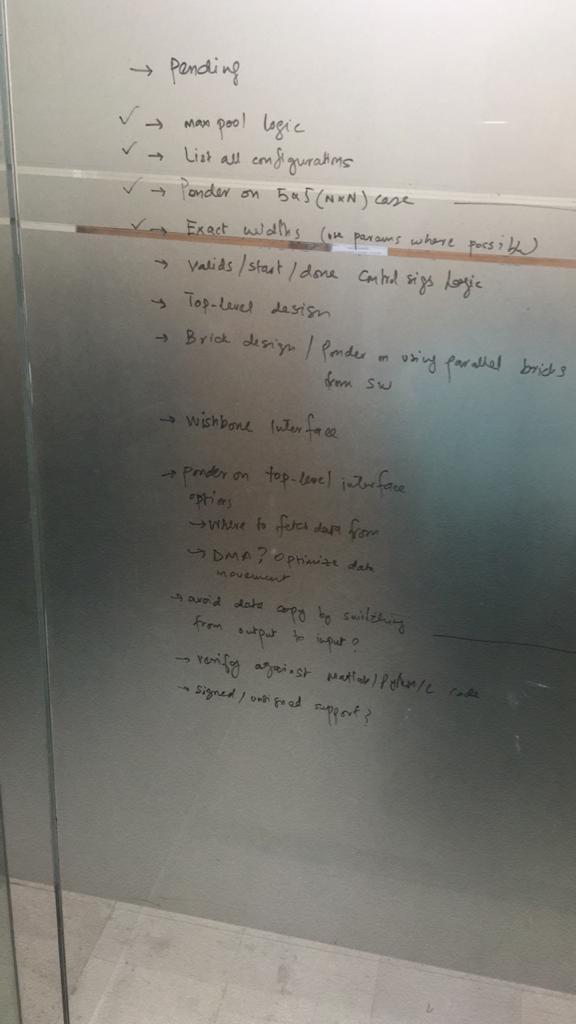 → Pending
✓ → max pool logic
✓ → List all configurations
✓ → Ponder on 5x5 (NxN) case
✓ → Exact widths (use params where possible)
→ valids/start/done control sigs logic
→ Top-level design
→ Brick design / Ponder on using parallel bricks
from SW
→ wishbone Interface
→ ponder on top-level interface
options
→ where to fetch data from
→ DMA? Optimize data
movement
→ avoid data copy by switching
from output to input?
→ verify against Matlab/Python/C code
→ signed/unsigned support?